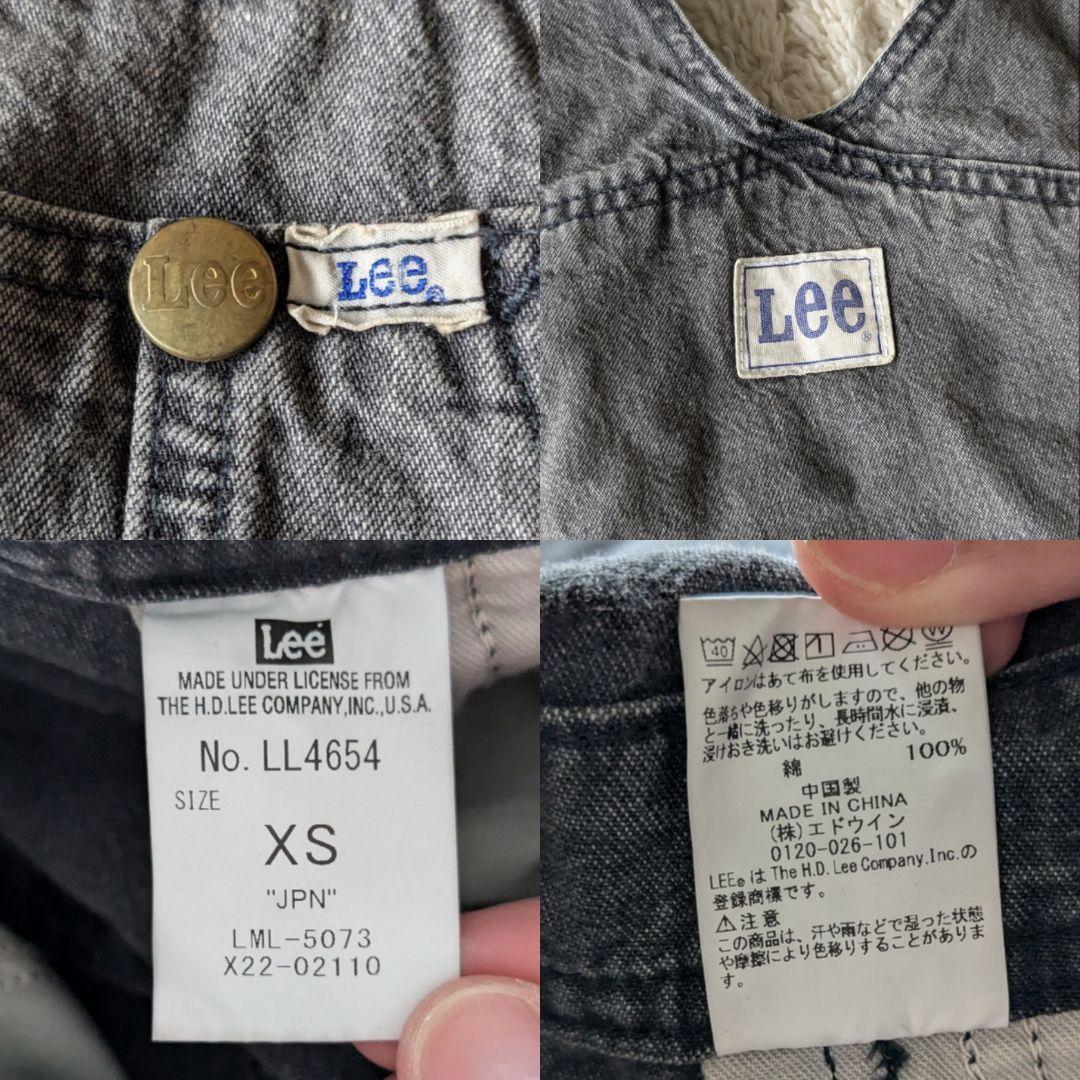 Lee
Lee®
Lee
®
Lee
MADE UNDER LICENSE FROM
THE H.D.LEE COMPANY,INC.,U.S.A.
No. LL4654
SIZE
XS
"JPN"
LML-5073
X22-02110
40 1 W
アイロンはあて布を使用してください。
色落ちや色移りがしますので、他の物
と一緒に洗ったり、長時間水に浸漬、
浸けおき洗いはお避けください。
綿 100%
中国製
MADE IN CHINA
(株)エドウイン
0120-026-101
LEE®は The H.D. Lee Company, Inc.の
登録商標です。
⚠注意
この商品は、汗や雨などで湿った状態
や摩擦により色移りすることがありま
す。